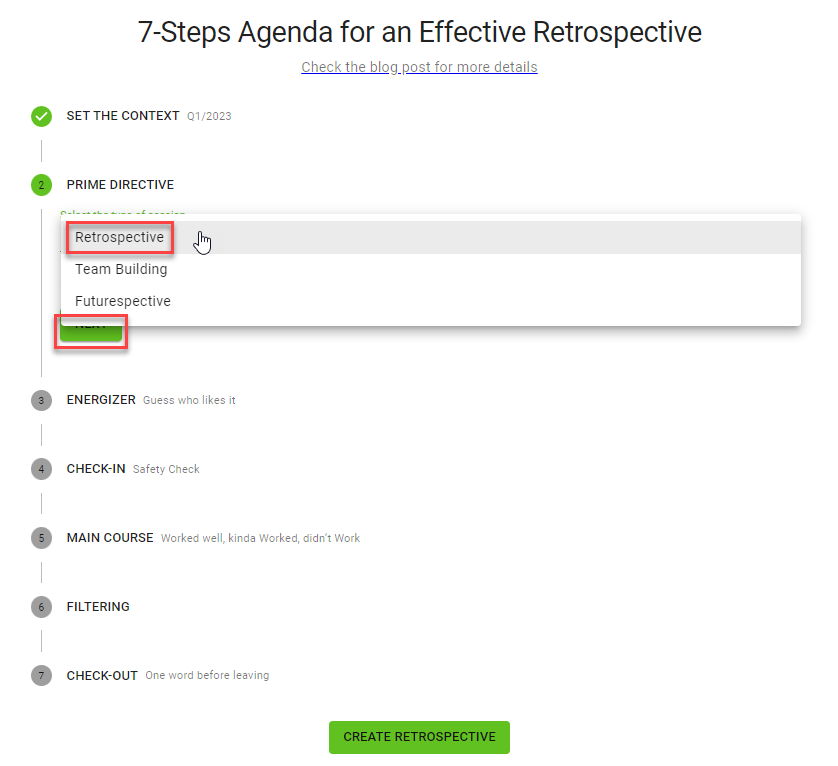 7-Steps Agenda for an Effective Retrospective
Check the blog post for more details
SET THE CONTEXT Q1/2023
2 PRIME DIRECTIVE
Select the type of session
Retrospective
Team Building
Futurespective
NEXT
3 ENERGIZER Guess who likes it
4 CHECK-IN Safety Check
5 MAIN COURSE Worked well, kinda Worked, didn't Work
6 FILTERING
7 CHECK-OUT One word before leaving
CREATE RETROSPECTIVE